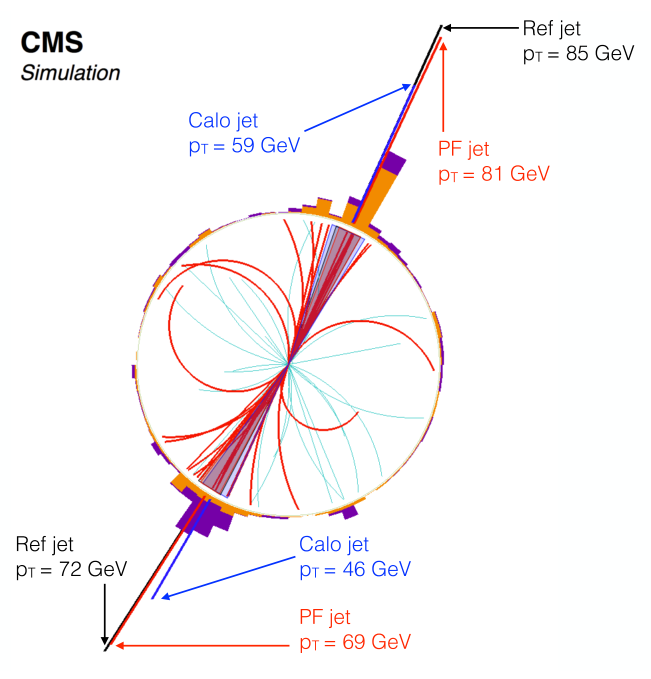 CMS
Simulation
Ref jet
pT = 85 GeV
Calo jet
pT = 59 GeV
PF jet
pT = 81 GeV
Ref jet
pT = 72 GeV
Calo jet
pT = 46 GeV
PF jet
pT = 69 GeV